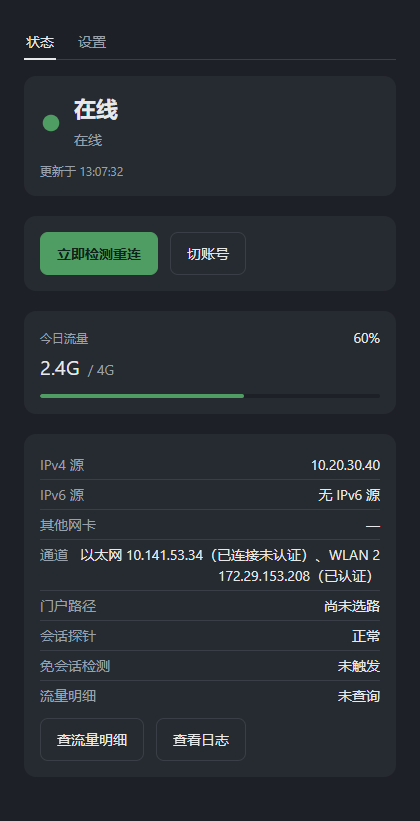 状态 设置
在线
在线
更新于 13:07:32
立即检测重连 切账号
今日流量 60%
2.4G / 4G
IPv4 源 10.20.30.40
IPv6 源 无 IPv6 源
其他网卡 —
通道 以太网 10.141.53.34（已连接未认证）、WLAN 2
172.29.153.208（已认证）
门户路径 尚未选路
会话探针 正常
免会话检测 未触发
流量明细 未查询
查流量明细 查看日志